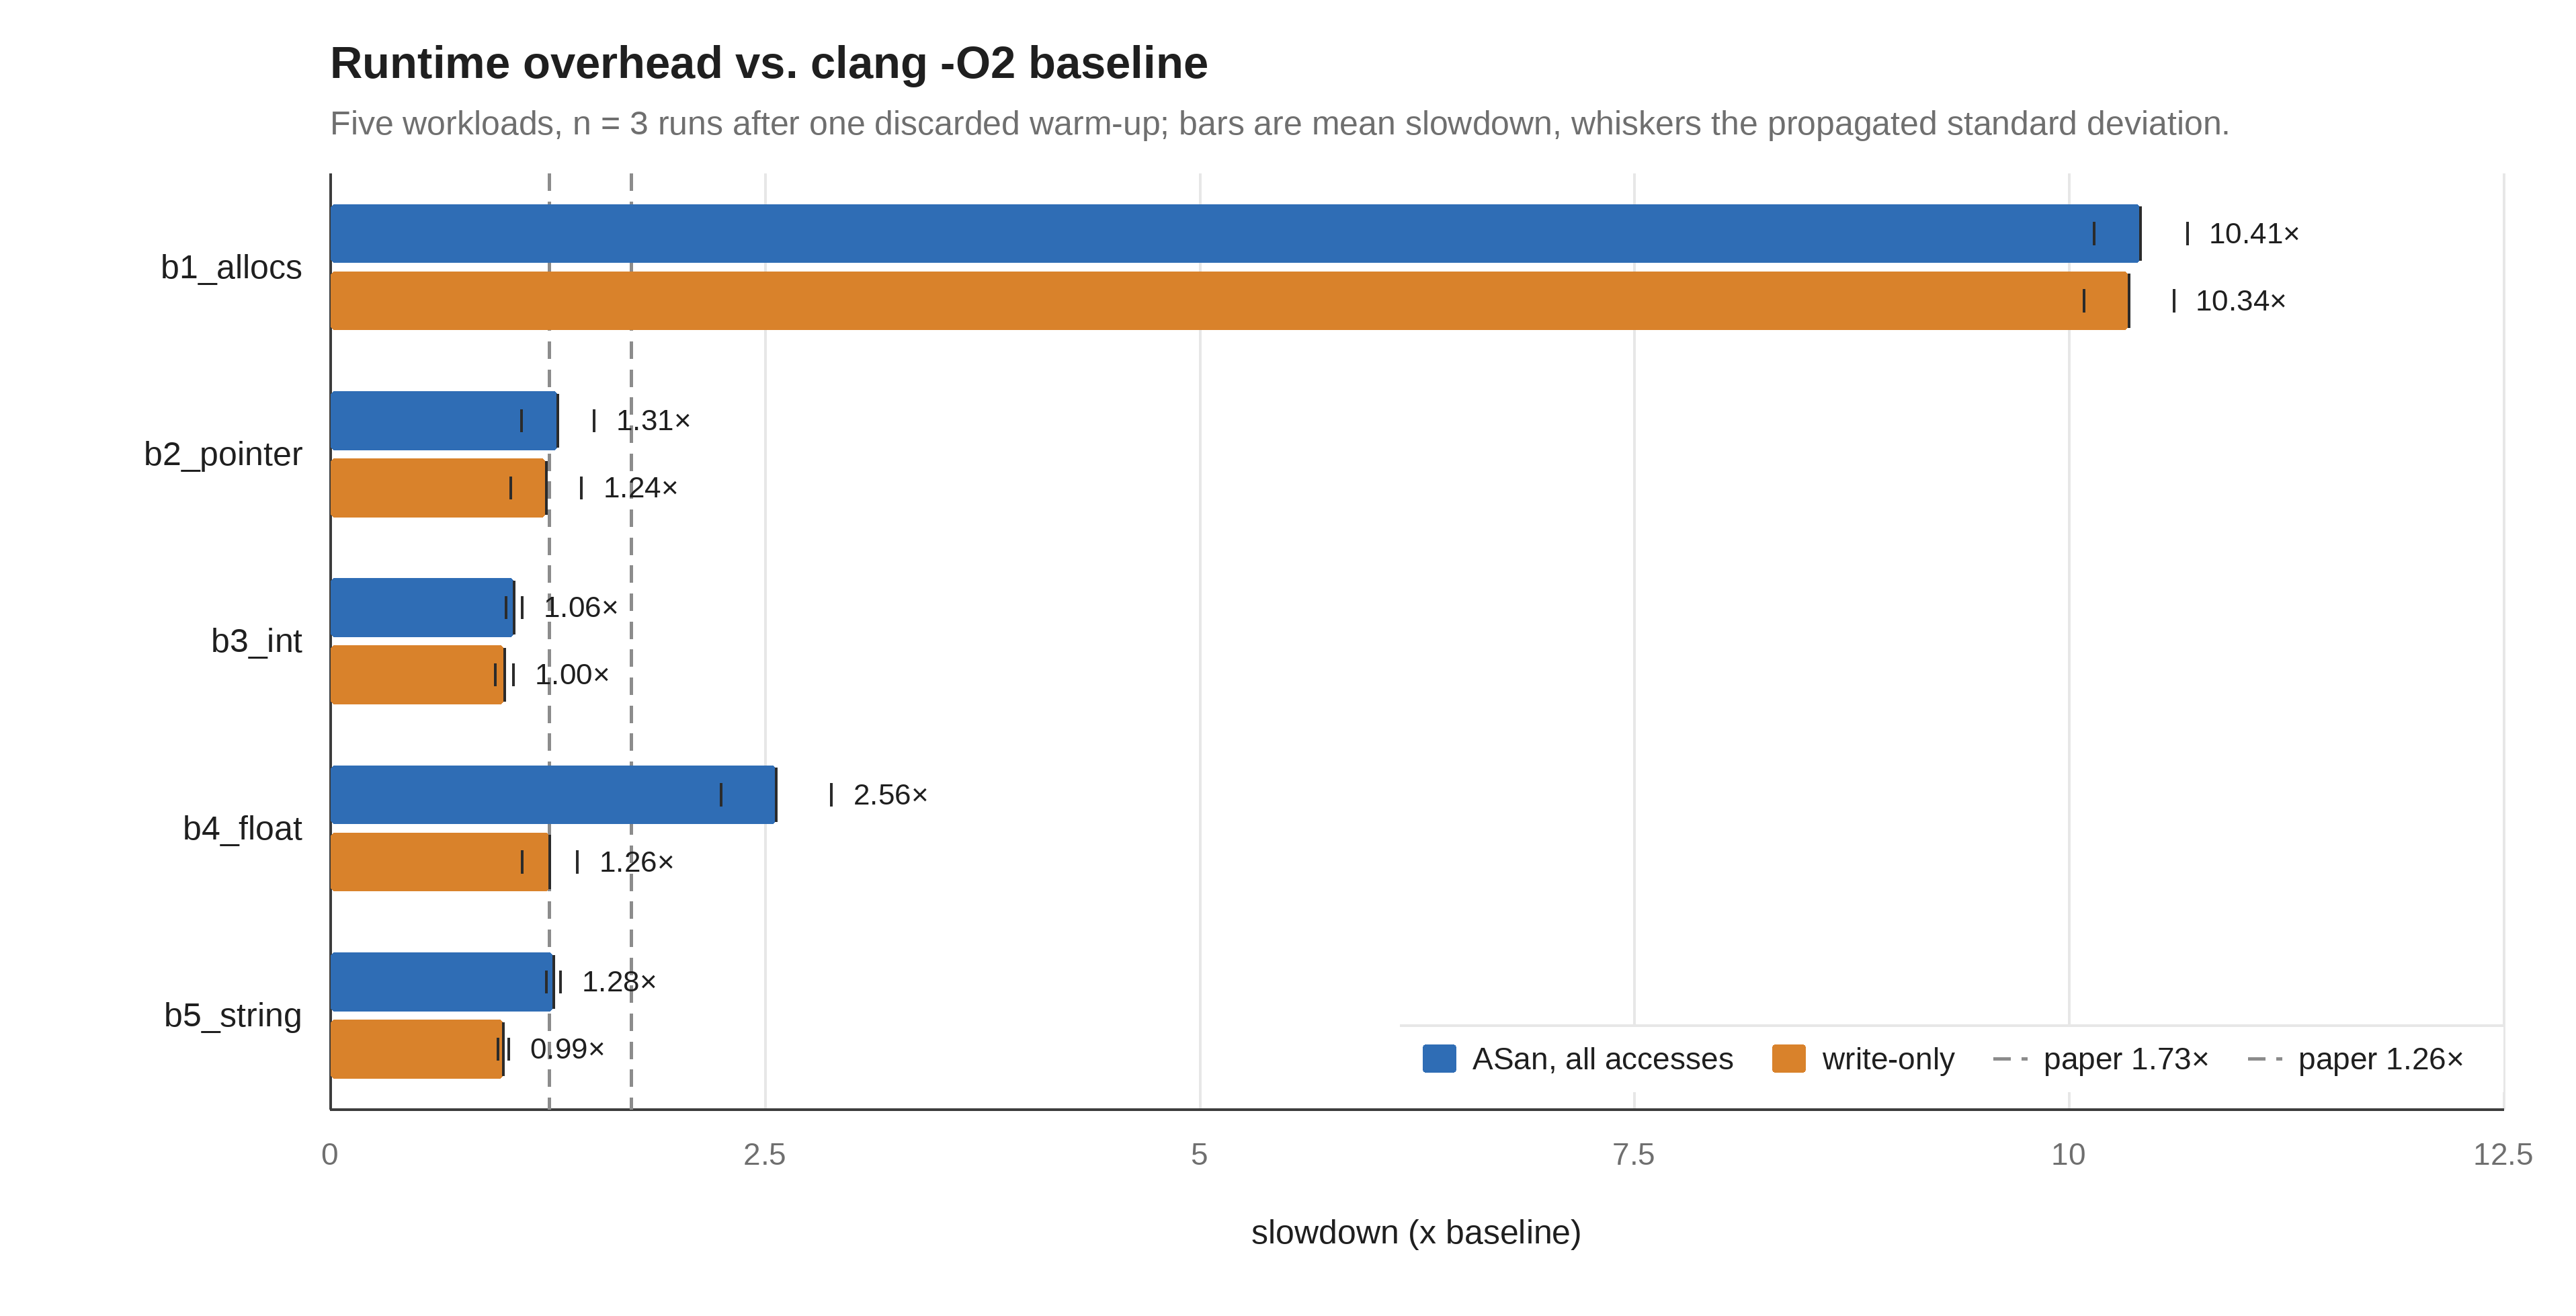 Runtime overhead vs. clang -O2 baseline
Five workloads, n = 3 runs after one discarded warm-up; bars are mean slowdown, whiskers the propagated standard deviation.
b1_allocs
10.41×
10.34×
b2_pointer
1.31×
1.24×
b3_int
1.06×
1.00×
b4_float
2.56×
1.26×
b5_string
1.28×
0.99×
ASan, all accesses write-only paper 1.73× paper 1.26×
0 2.5 5 7.5 10 12.5
slowdown (x baseline)